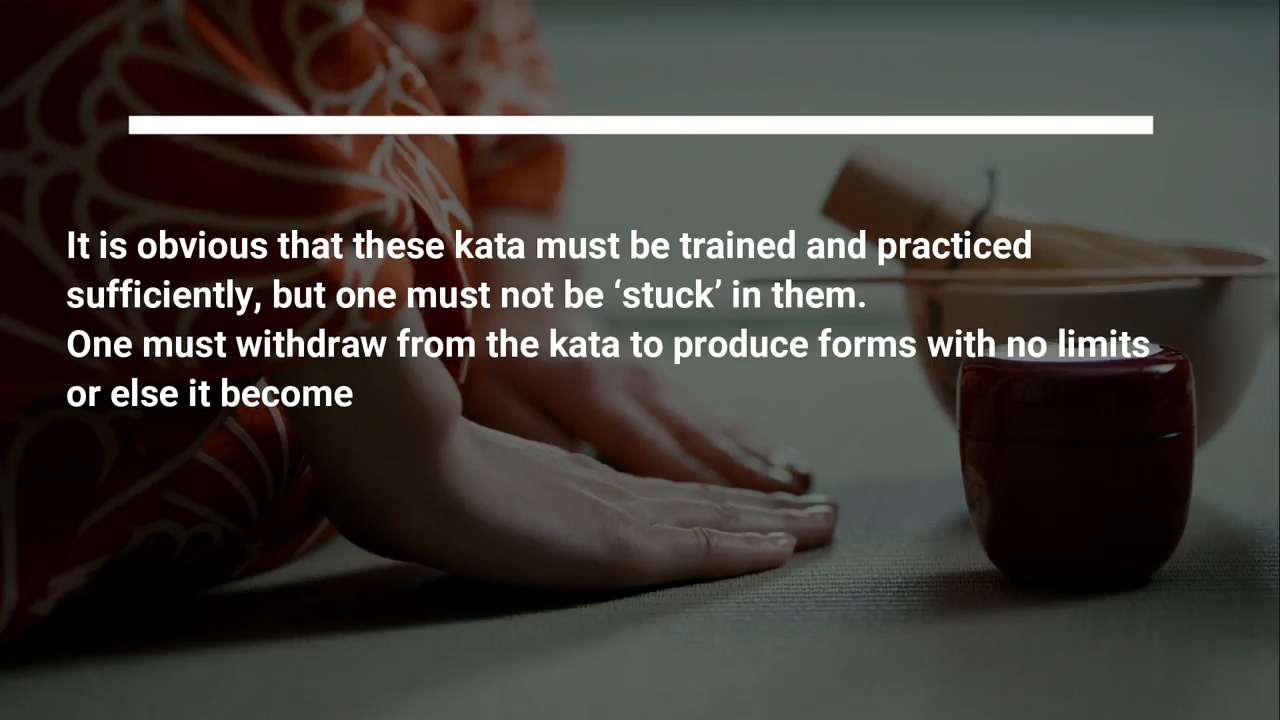 It is obvious that these kata must be trained and practiced
sufficiently, but one must not be ‘stuck’ in them.
One must withdraw from the kata to produce forms with no limits
or else it become